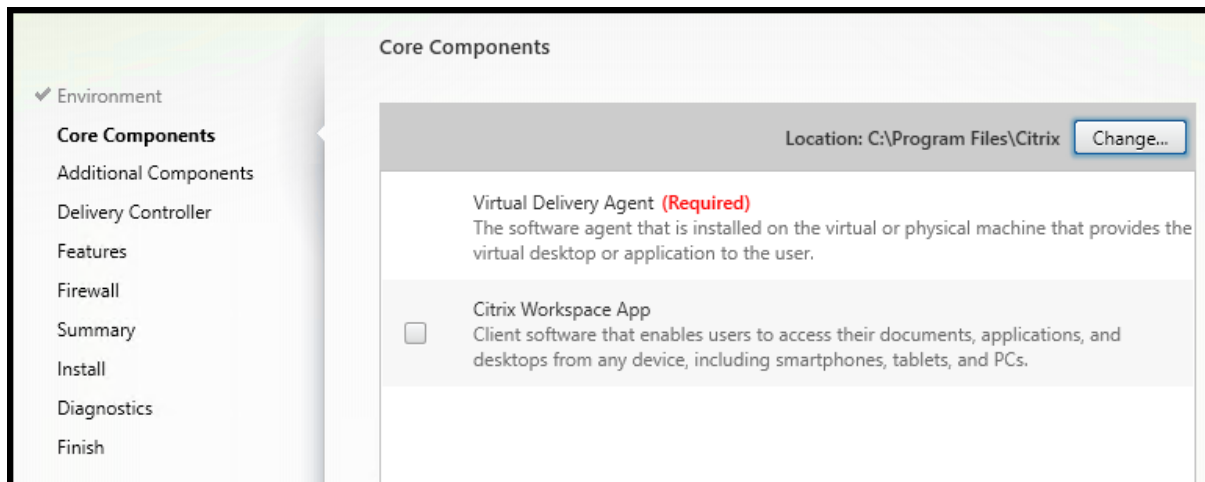 Core Components
Environment
Core Components
Additional Components
Delivery Controller
Features
Firewall
Summary
Install
Diagnostics
Finish
Location: C:\Program Files\Citrix
Change...
Virtual Delivery Agent (Required)
The software agent that is installed on the virtual or physical machine that provides the
virtual desktop or application to the user.
Citrix Workspace App
Client software that enables users to access their documents, applications, and
desktops from any device, including smartphones, tablets, and PCs.